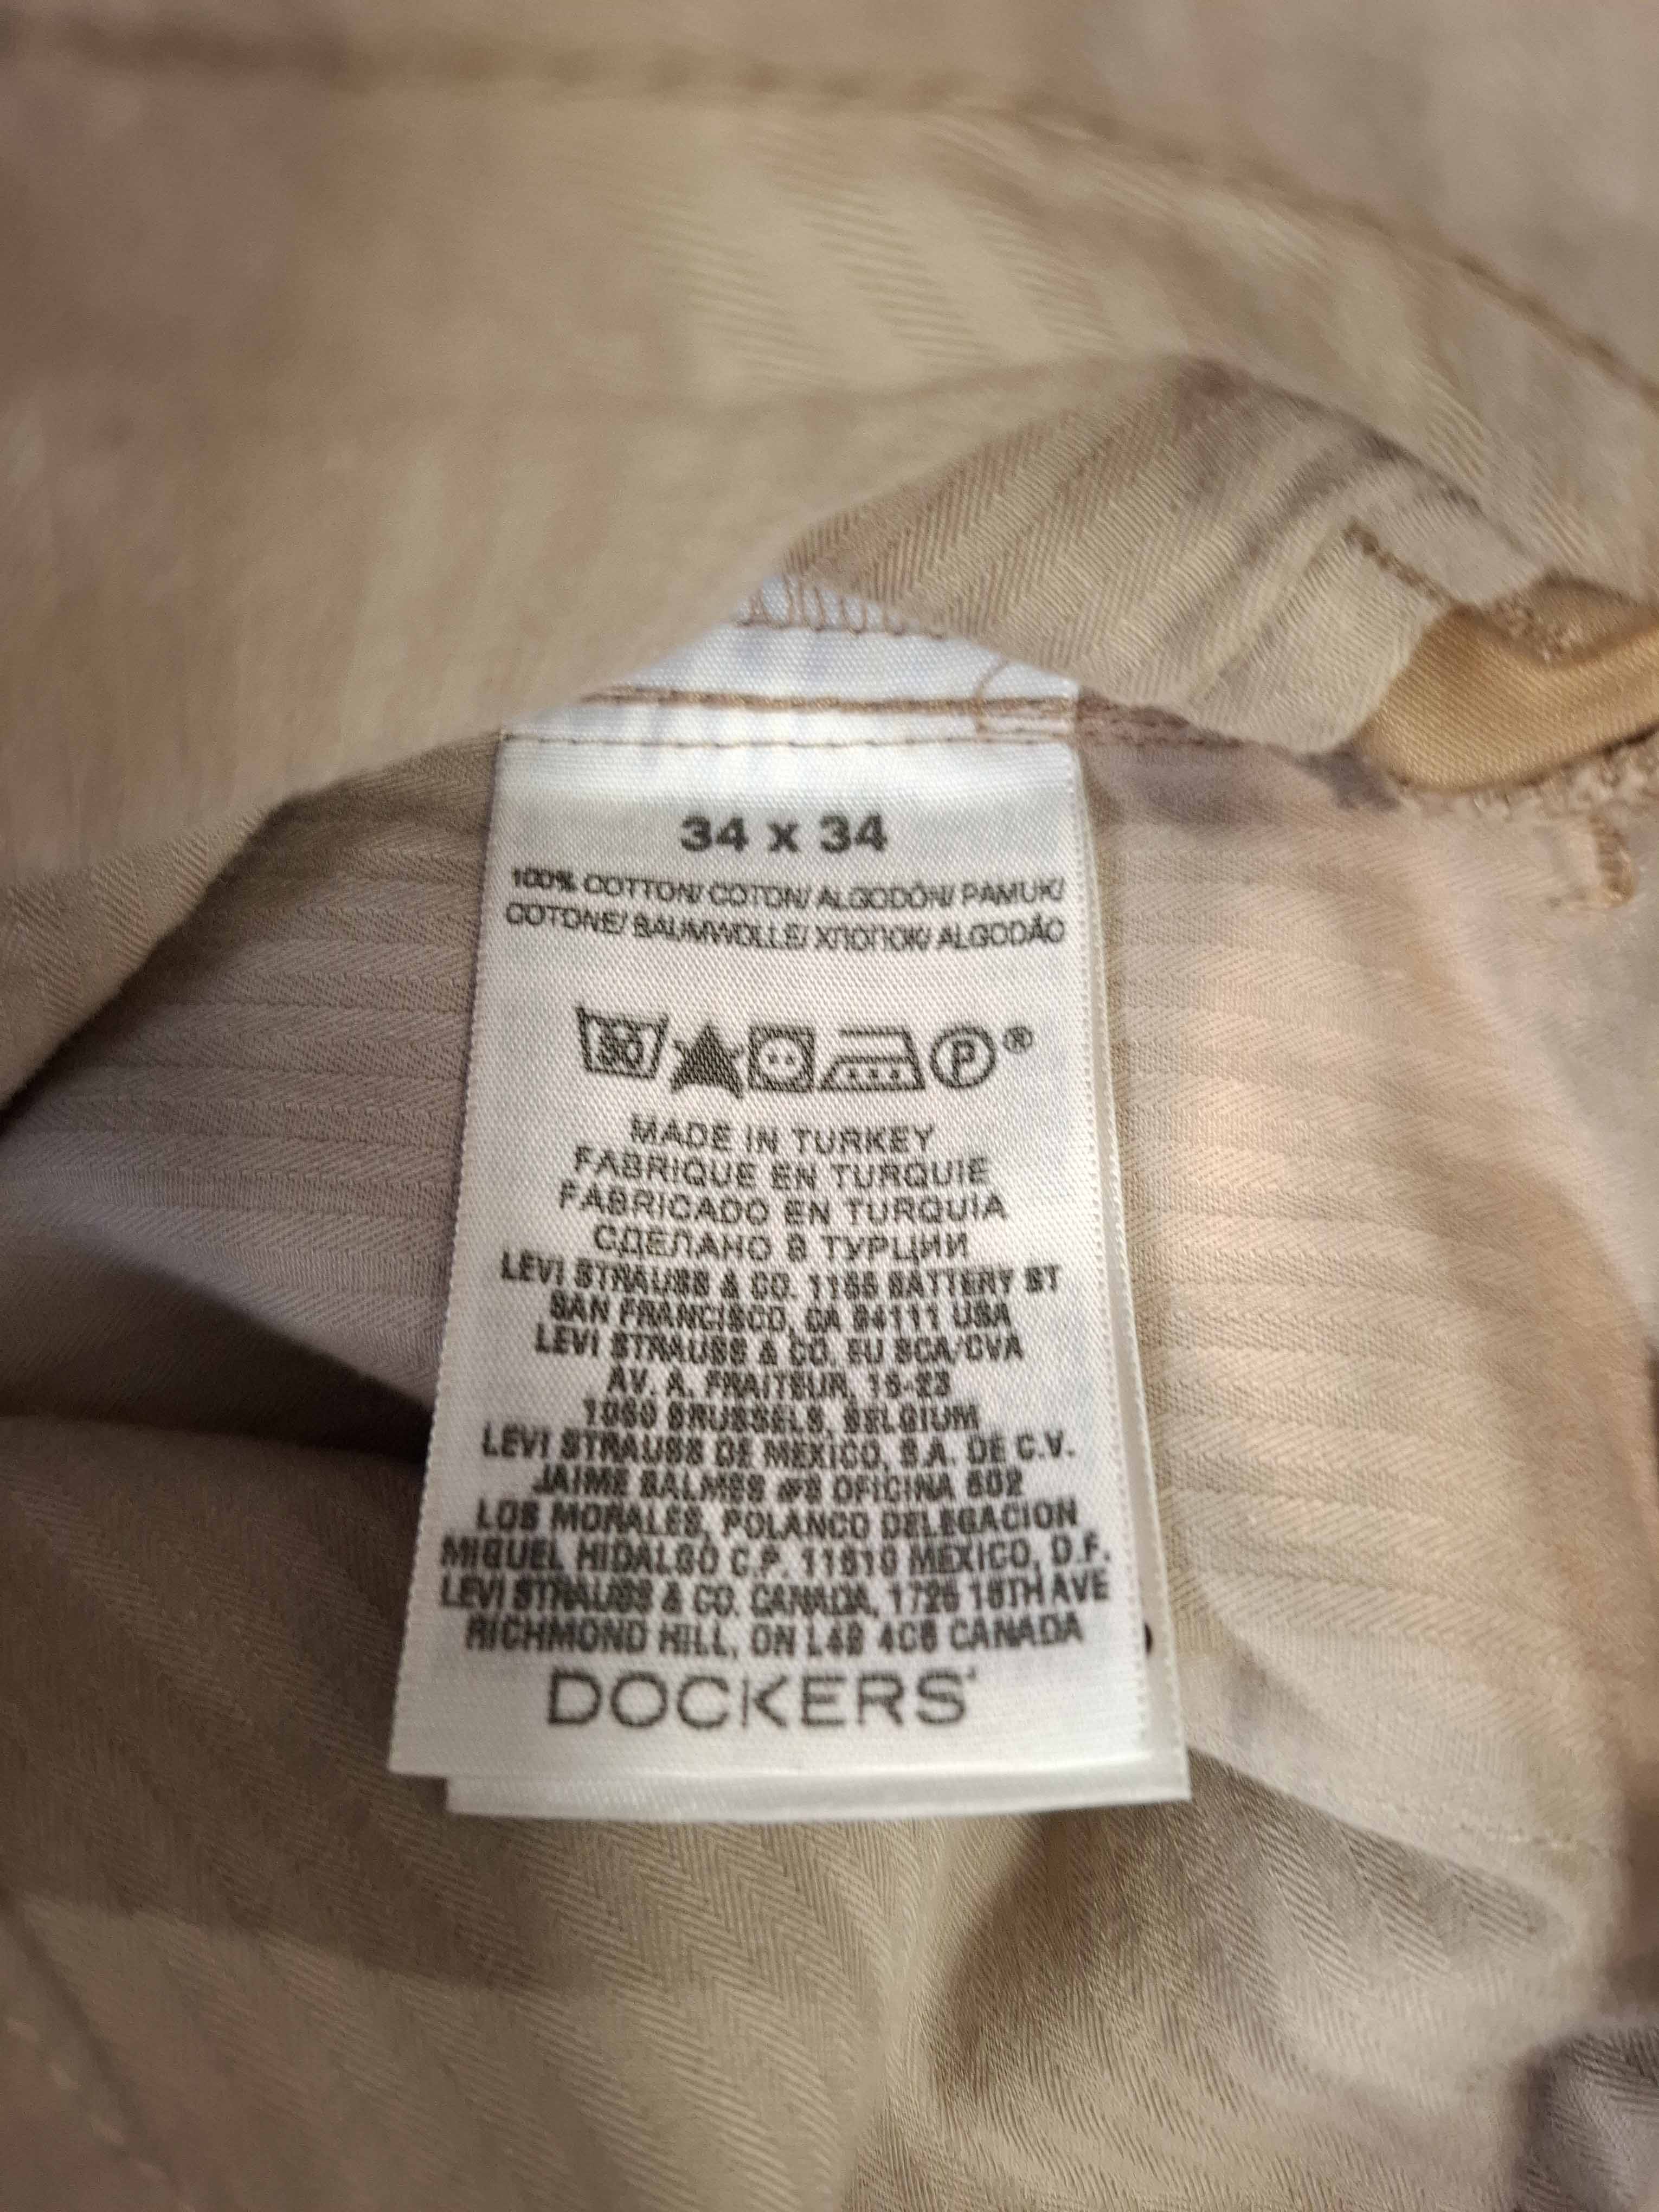 34 x 34
100% COTTON/ COTON/ ALGODÓN/ PAMUK/
COTONE/ BAUMWOLLE/ ХЛОПОК/ ALGODÃO
30
P ®
MADE IN TURKEY
FABRIQUE EN TURQUIE
FABRICADO EN TURQUIA
СДЕЛАНО В ТУРЦИИ
LEVI STRAUSS & CO. 1155 BATTERY ST
SAN FRANCISCO, CA 94111 USA
LEVI STRAUSS & CO. EU SCA/CVA
AV. A. FRAITEUR, 15-23
1050 BRUSSELS, BELGIUM
LEVI STRAUSS DE MEXICO, S.A. DE C.V.
JAIME BALMES #8 OFICINA 602
LOS MORALES, POLANCO DELEGACION
MIGUEL HIDALGO C.P. 11510 MEXICO, D.F.
LEVI STRAUSS & CO. CANADA, 1725 16TH AVE
RICHMOND HILL, ON L4B 4C6 CANADA
DOCKERS